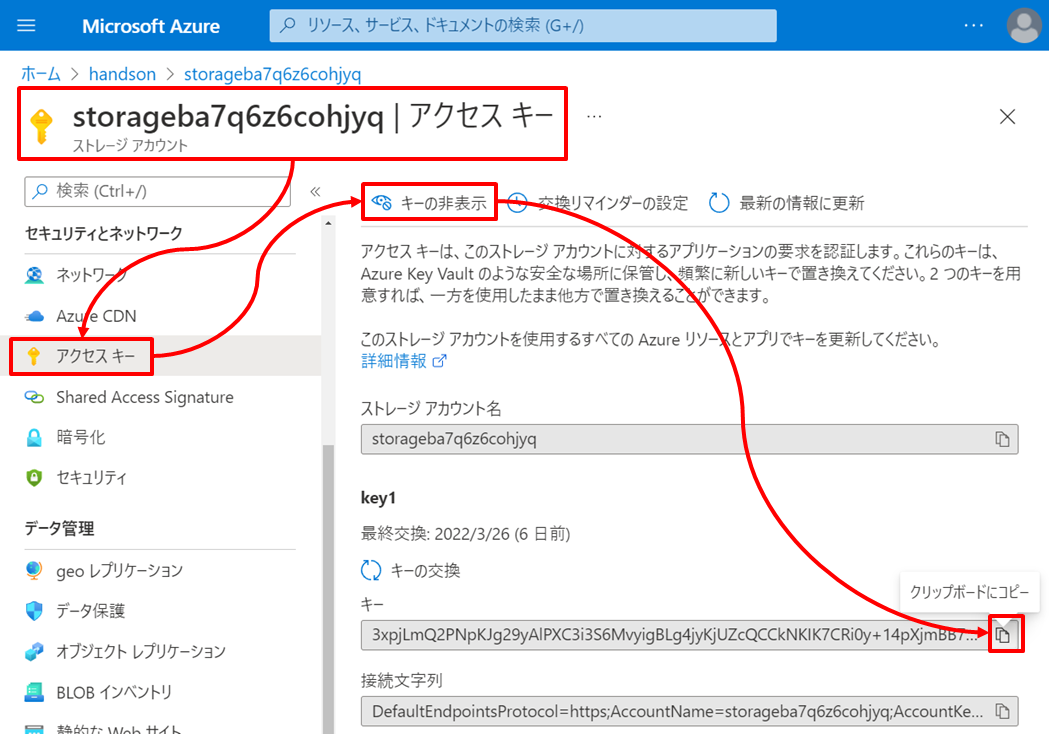 Microsoft Azure
リソース、サービス、ドキュメントの検索 (G+/)
ホーム > handson > storageba7q6z6cohjyq
storageba7q6z6cohjyq | アクセス キー
ストレージ アカウント
検索 (Ctrl+/)
セキュリティとネットワーク
ネットワーク
Azure CDN
アクセス キー
Shared Access Signature
暗号化
セキュリティ
データ管理
geo レプリケーション
データ保護
オブジェクト レプリケーション
BLOB インベントリ
静的な Web サイト
キーの非表示
交換リマインダーの設定
最新の情報に更新
アクセス キーは、このストレージ アカウントに対するアプリケーションの要求を認証します。これらのキーは、
Azure Key Vault のような安全な場所に保管し、頻繁に新しいキーで置き換えてください。2 つのキーを用
意すれば、一方を使用したまま他方で置き換えることができます。
このストレージ アカウントを使用するすべての Azure リソースとアプリでキーを更新してください。
詳細情報
ストレージ アカウント名
storageba7q6z6cohjyq
key1
最終交換: 2022/3/26 (6 日前)
キーの交換
クリップボードにコピー
キー
3xpjLmQ2PNpKJg29yAlPXC3i3S6MvyigBLg4jyKjUZcQCCkNKIK7CRi0y+14pXjmBB7...
接続文字列
DefaultEndpointsProtocol=https;AccountName=storageba7q6z6cohjyq;AccountKe...